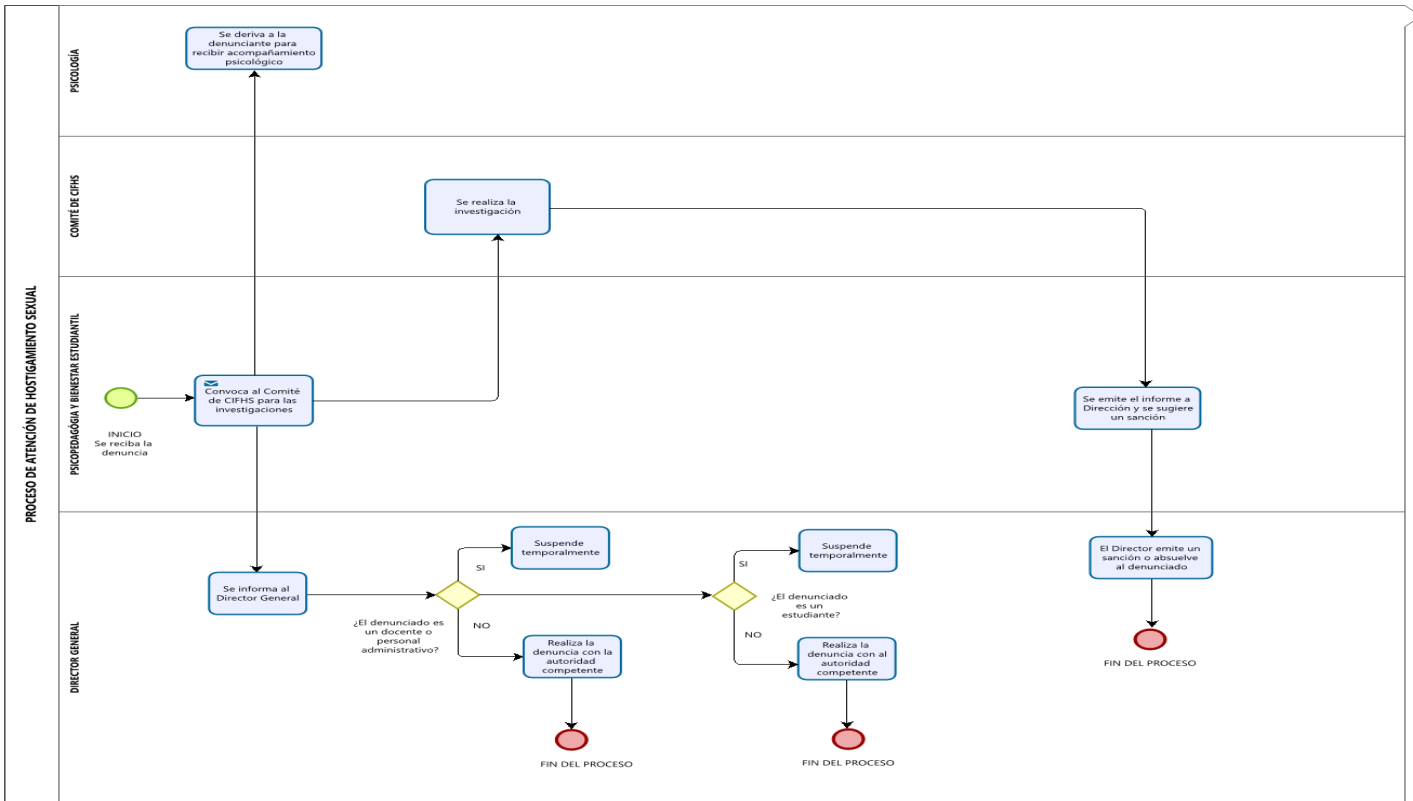 PROCESO DE ATENCIÓN DE HOSTIGAMIENTO SEXUAL
PSICOLOGÍA
Se deriva a la
denunciante para
recibir acompañamiento
psicológico
COMITÉ DE CIFHS
Se realiza la
investigación
PSICOPEDAGÓGIA Y BIENESTAR ESTUDIANTIL
INICIO
Se reciba la
denuncia
Convoca al Comité
de CIFHS para las
investigaciones
Se emite el informe a
Dirección y se sugiere
un sanción
DIRECTOR GENERAL
Se informa al
Director General
¿El denunciado es
un docente o
personal
administrativo?
SI
Suspende
temporalmente
NO
Realiza la
denuncia con la
autoridad
competente
FIN DEL PROCESO
¿El denunciado
es un
estudiante?
SI
Suspende
temporalmente
NO
Realiza la
denuncia con al
autoridad
competente
FIN DEL PROCESO
El Director emite un
sanción o absuelve
al denunciado
FIN DEL PROCESO